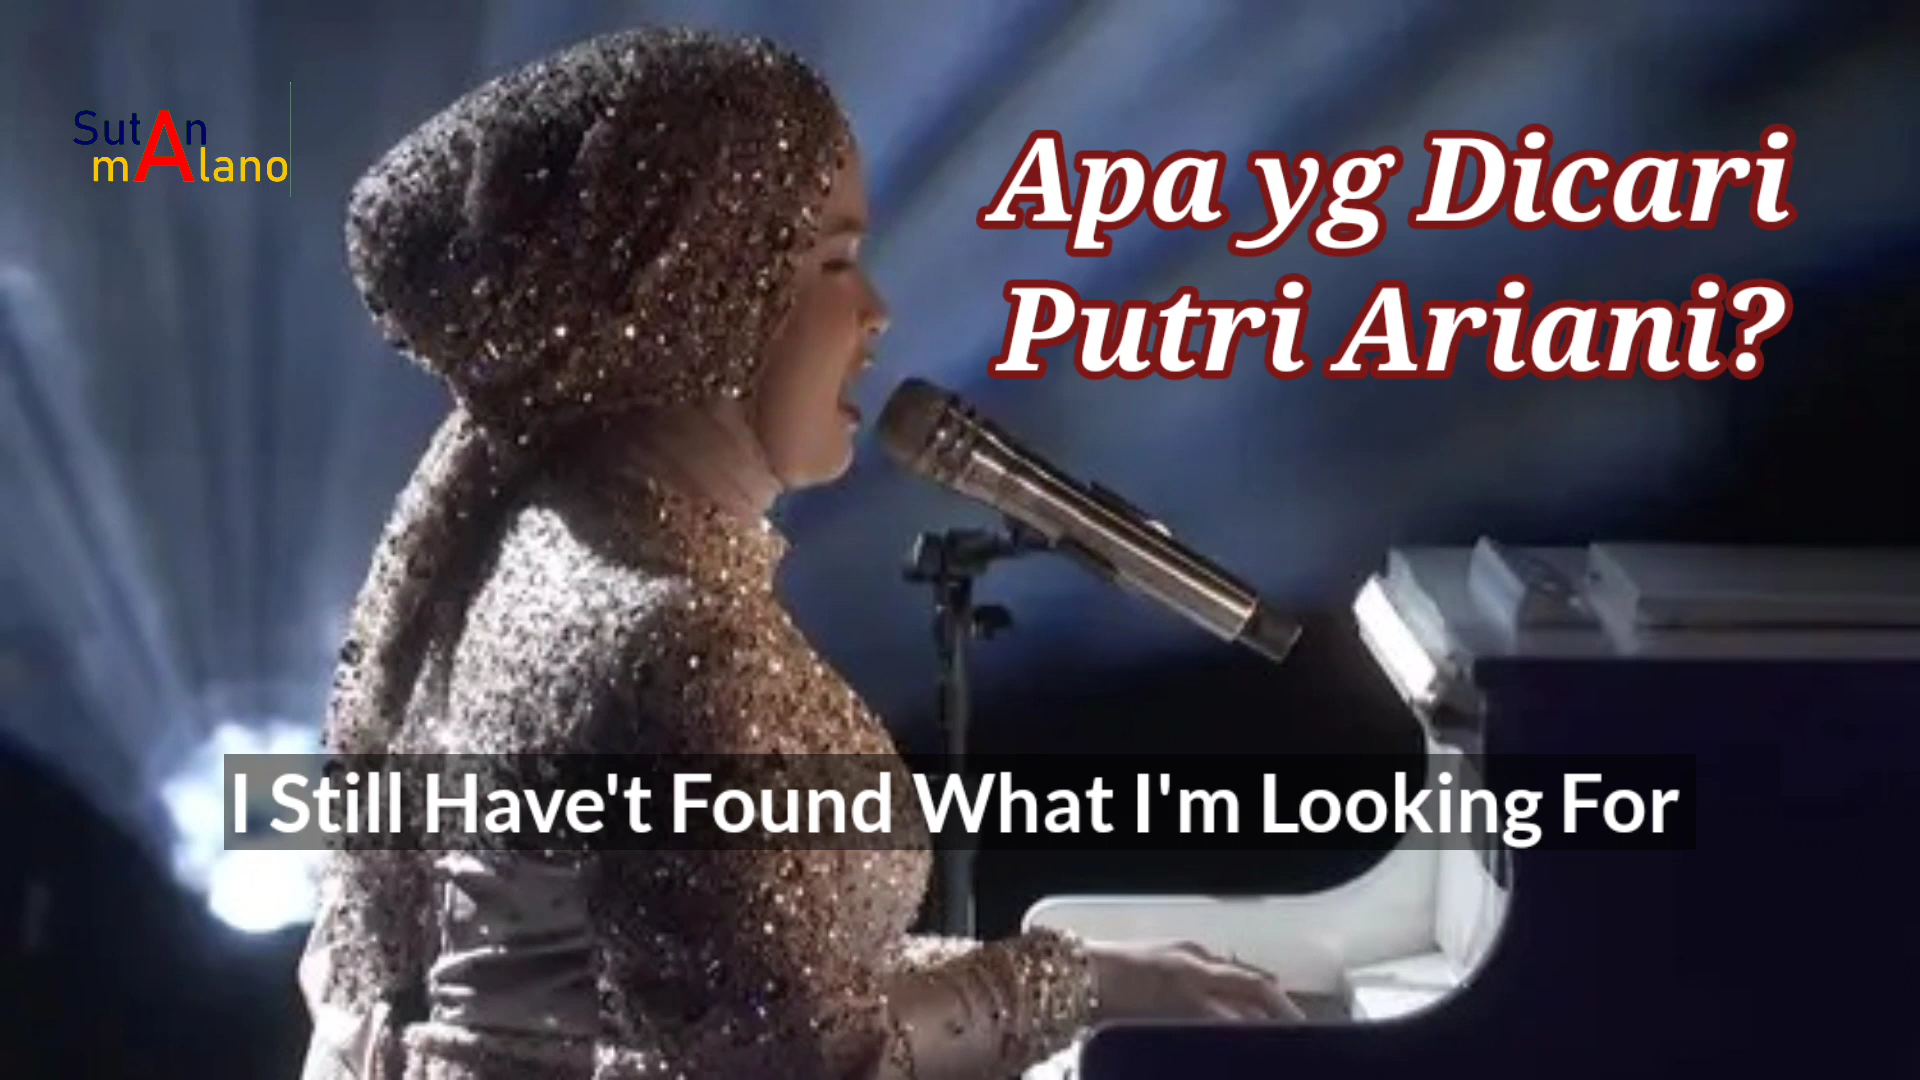 SutAn
mAlano
Apa yg Dicari
Putri Ariani?
I Still Have't Found What I'm Looking For